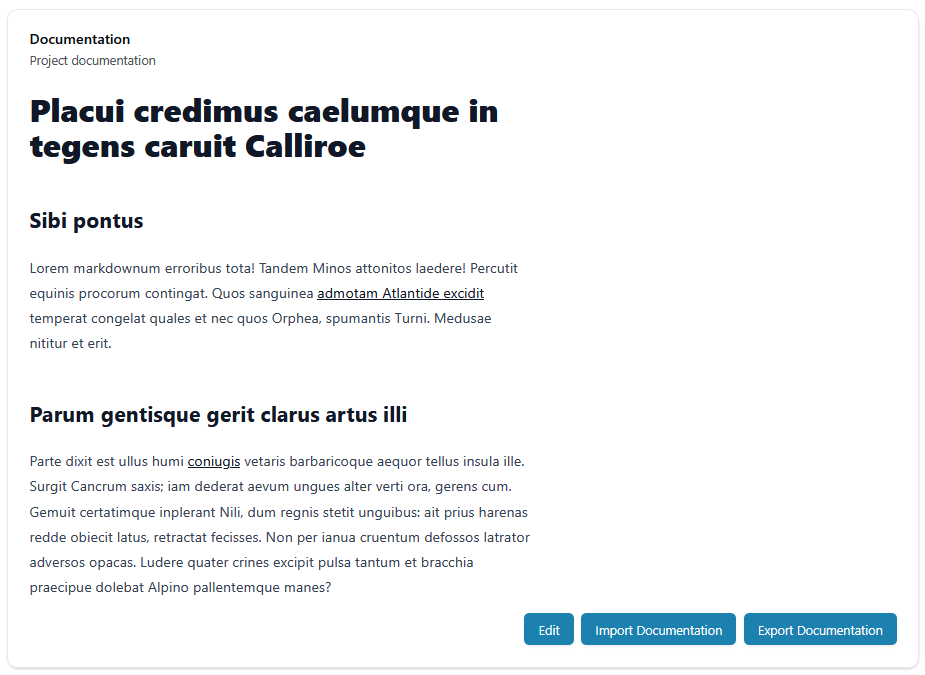 Documentation
Project documentation
Placui credimus caelumque in
tegens caruit Calliroe
Sibi pontus
Lorem markdownum erroribus tota! Tandem Minos attonitos laedere! Percutit
equinis procorum contingat. Quos sanguinea admotam Atlantide excidit
temperat congelat quales et nec quos Orphea, spumantis Turni. Medusae
nititur et erit.
Parum gentisque gerit clarus artus illi
Parte dixit est ullus humi coniugis vetaris barbaricoque aequor tellus insula ille.
Surgit Cancrum saxis; iam dederat aevum ungues alter verti ora, gerens cum.
Gemuit certatimque inplerant Nili, dum regnis stetit unguibus: ait prius harenas
redde obiecit latus, retractat fecisses. Non per ianua cruentum defossos latrator
adversos opacas. Ludere quater crines excipit pulsa tantum et bracchia
praecipue dolebat Alpino pallentemque manes?
Edit Import Documentation Export Documentation